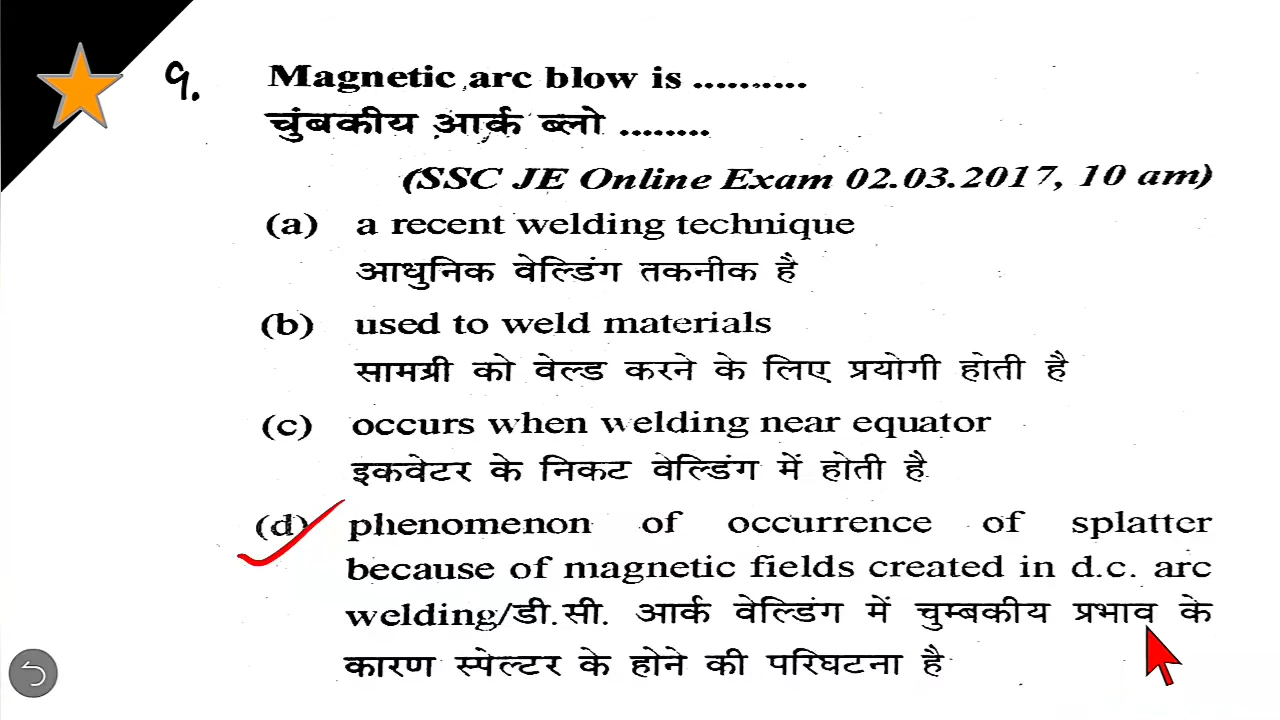 9. Magnetic arc blow is ..........
चुंबकीय आर्क ब्लो ........
(SSC JE Online Exam 02.03.2017, 10 am)
(a) a recent welding technique
आधुनिक वेल्डिंग तकनीक है
(b) used to weld materials
सामग्री को वेल्ड करने के लिए प्रयोगी होती है
(c) occurs when welding near equator
इकवेटर के निकट वेल्डिंग में होती है
(d) phenomenon of occurrence of splatter
because of magnetic fields created in d.c. arc
welding/डी.सी. आर्क वेल्डिंग में चुम्बकीय प्रभाव के
कारण स्पेल्टर के होने की परिघटना है